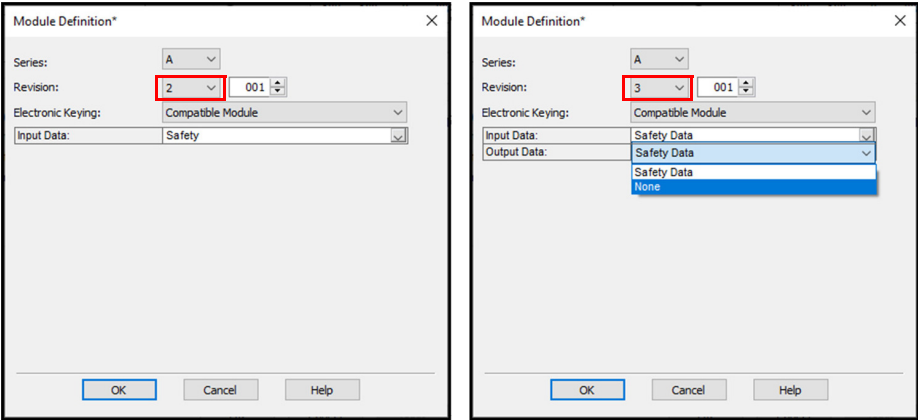 Module Definition*
Series: A
Revision: 2 001
Electronic Keying: Compatible Module
Input Data: Safety
OK Cancel Help
Module Definition*
Series: A
Revision: 3 001
Electronic Keying: Compatible Module
Input Data: Safety Data
Output Data: Safety Data
Safety Data
None
OK Cancel Help